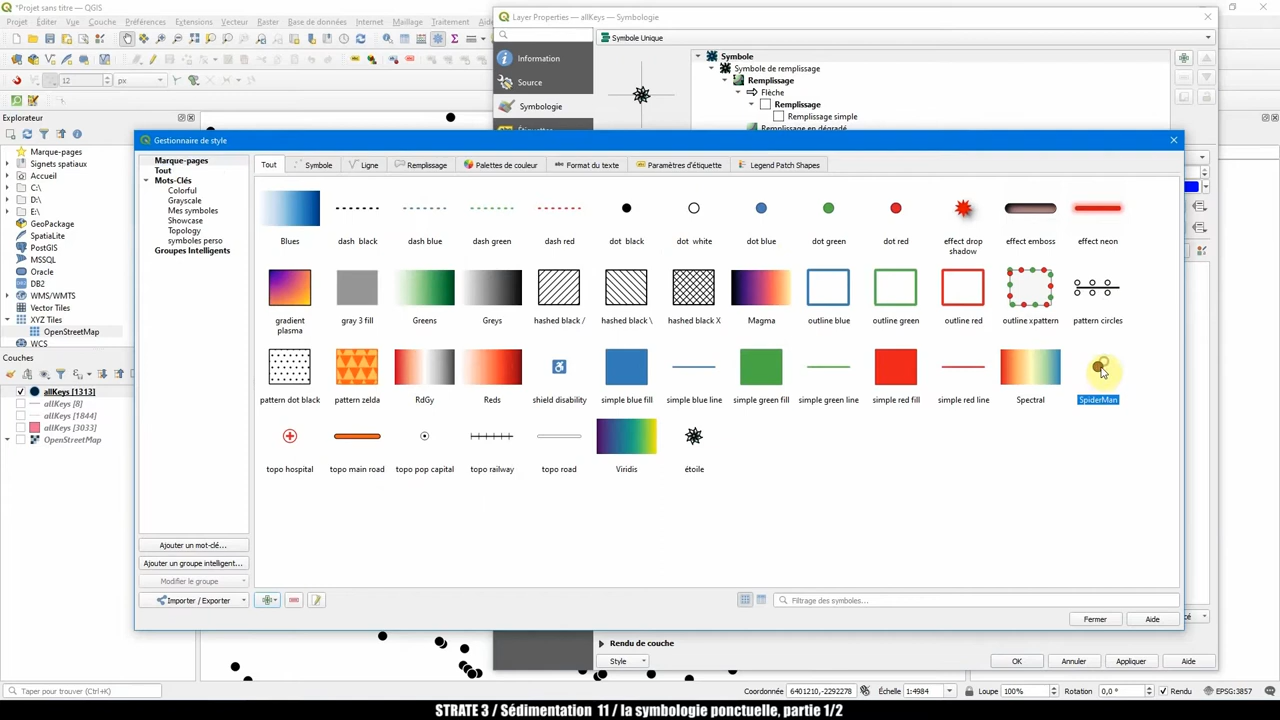 *Projet sans titre — QGIS
Projet Éditer Vue Couche Préférences Extensions Vecteur Raster Base de données Internet Maillage Traitement
12 px
Explorateur
Marque-pages
Signets spatiaux
Accueil
C:\
D:\
E:\
GeoPackage
SpatiaLite
PostGIS
MSSQL
Oracle
DB2
WMS/WMTS
Vector Tiles
XYZ Tiles
OpenStreetMap
WCS
Couches
allKeys [1313]
allKeys [8]
allKeys [1844]
allKeys [3033]
OpenStreetMap
Layer Properties — allKeys — Symbologie
Information
Source
Symbologie
Symbole Unique
Symbole
Symbole de remplissage
Remplissage
Flèche
Remplissage
Remplissage simple
Remplissage en dégradé
Gestionnaire de style
Marque-pages
Tout
Mots-Clés
Colorful
Grayscale
Mes symboles
Showcase
Topology
symboles perso
Groupes Intelligents
Ajouter un mot-clé...
Ajouter un groupe intelligent...
Modifier le groupe
Importer / Exporter
Tout Symbole Ligne Remplissage Palettes de couleur Format du texte Paramètres d'étiquette Legend Patch Shapes
Blues dash black dash blue dash green dash red dot black dot white dot blue dot green dot red effect drop shadow effect emboss effect neon
gradient plasma gray 3 fill Greens Greys hashed black / hashed black \ hashed black X Magma outline blue outline green outline red outline xpattern pattern circles
pattern dot black pattern zelda RdGy Reds shield disability simple blue fill simple blue line simple green fill simple green line simple red fill simple red line Spectral SpiderMan
topo hospital topo main road topo pop capital topo railway topo road Viridis étoile
Filtrage des symboles...
Fermer Aide
Rendu de couche
Style OK Annuler Appliquer Aide
Taper pour trouver (Ctrl+K) Coordonnée 6401210,-2292278 Échelle 1:4984 Loupe 100% Rotation 0,0 ° Rendu EPSG:3857
STRATE 3 / Sédimentation 11 / la symbologie ponctuelle, partie 1/2